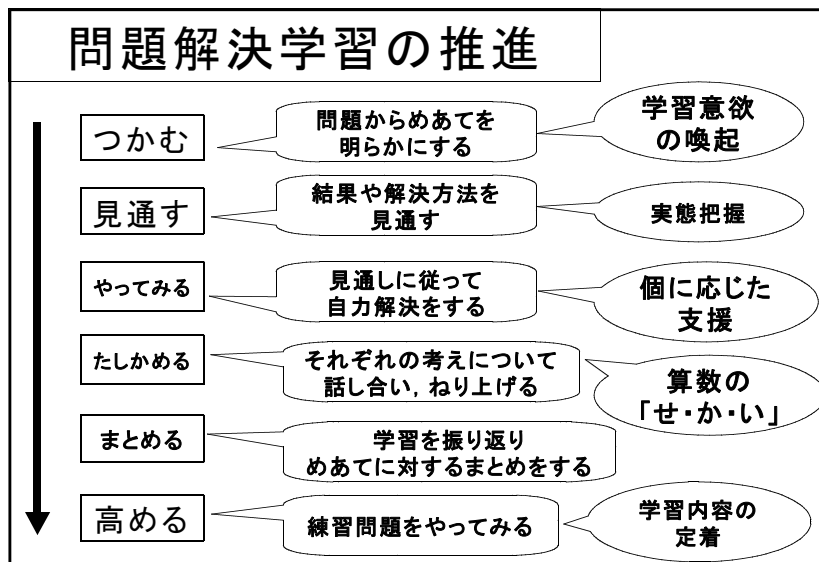 問題解決学習の推進
つかむ
問題からめあてを
明らかにする
学習意欲
の喚起
見通す
結果や解決方法を
見通す
実態把握
やってみる
見通しに従って
自力解決をする
個に応じた
支援
たしかめる
それぞれの考えについて
話し合い,ねり上げる
算数の
「せ・か・い」
まとめる
学習を振り返り
めあてに対するまとめをする
高める
練習問題をやってみる
学習内容の
定着